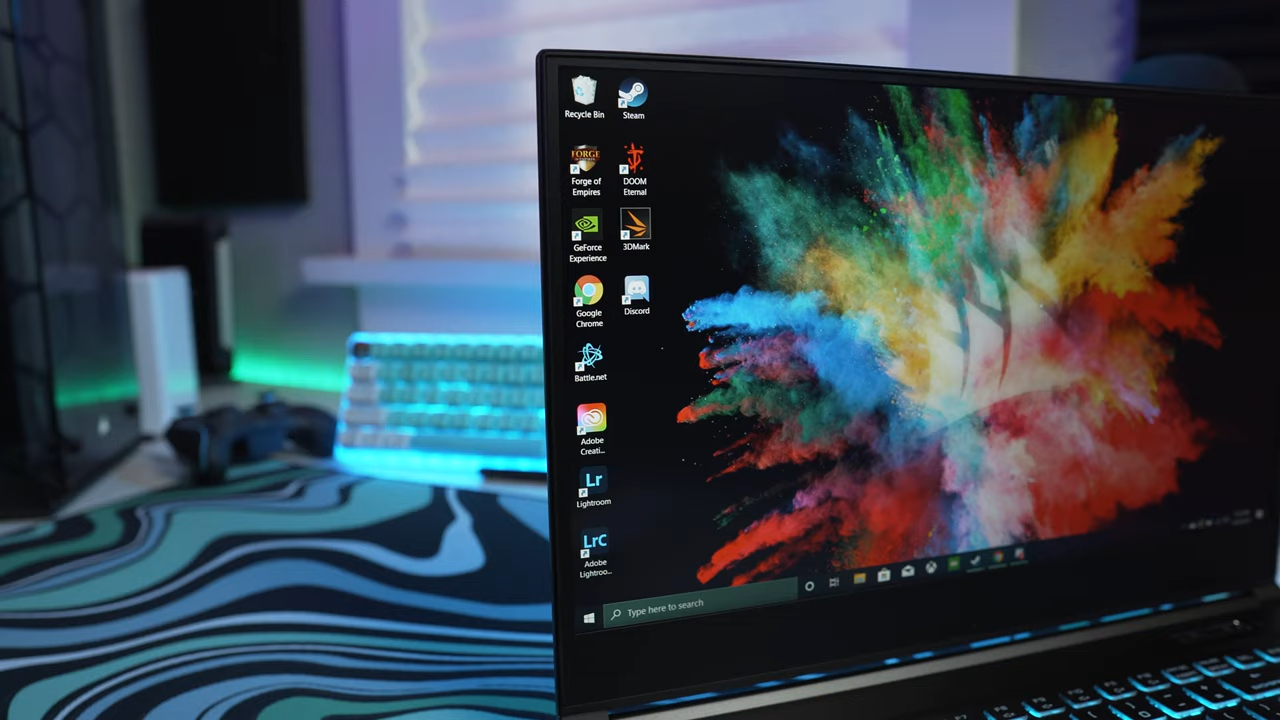 Recycle Bin
Steam
FORGE
Forge of
Empires
DOOM
Eternal
GeForce
Experience
3DMark
Google
Chrome
Discord
Battle.net
Adobe
Creati...
Lr
Lightroom
LrC
Adobe
Lightroo...
Type here to search